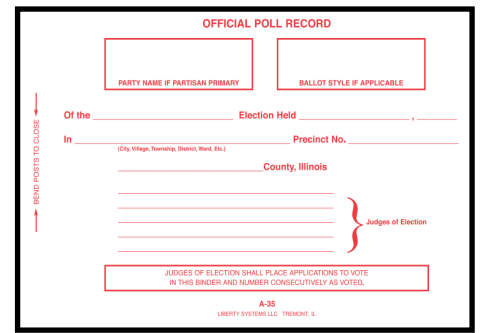 OFFICIAL POLL RECORD
PARTY NAME IF PARTISAN PRIMARY
BALLOT STYLE IF APPLICABLE
Of the Election Held ,
In Precinct No.
(City, Village, Township, District, Ward, Etc.)
County, Illinois
Judges of Election
BEND POSTS TO CLOSE
JUDGES OF ELECTION SHALL PLACE APPLICATIONS TO VOTE
IN THIS BINDER AND NUMBER CONSECUTIVELY AS VOTED.
A-35
LIBERTY SYSTEMS LLC TREMONT, IL